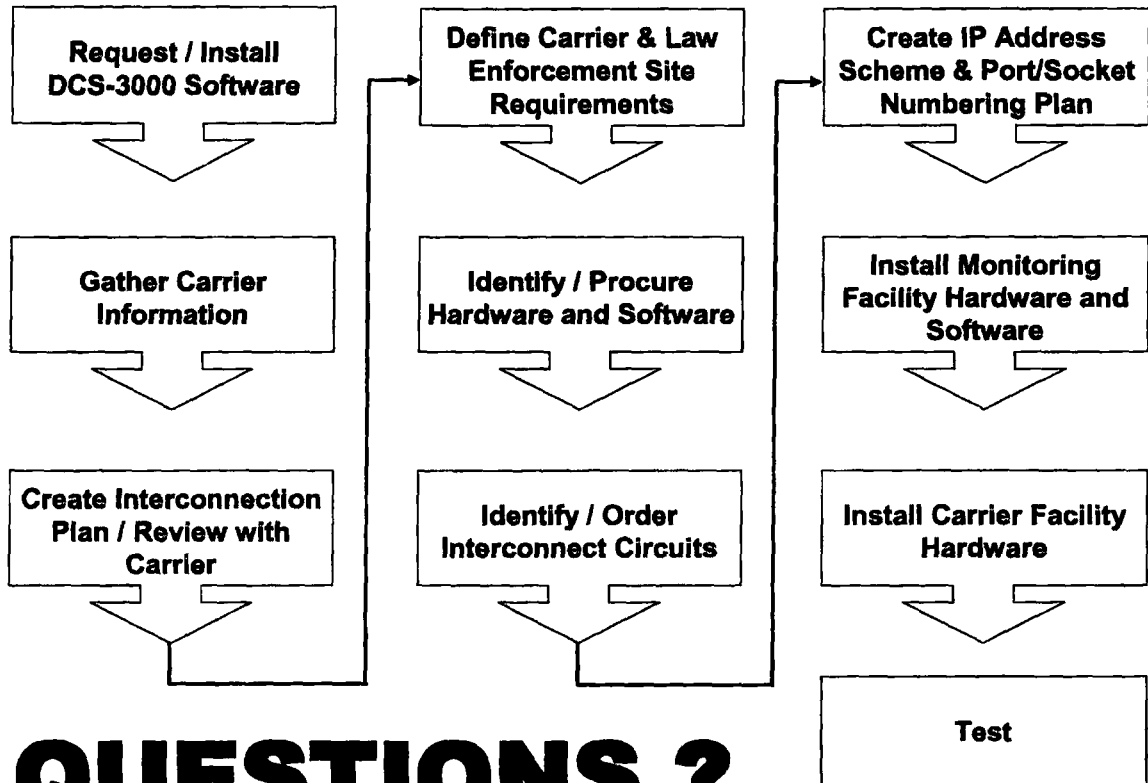 Request / Install
DCS-3000 Software
Gather Carrier
Information
Create Interconnection
Plan / Review with
Carrier
Define Carrier & Law
Enforcement Site
Requirements
Identify / Procure
Hardware and Software
Identify / Order
Interconnect Circuits
Create IP Address
Scheme & Port/Socket
Numbering Plan
Install Monitoring
Facility Hardware and
Software
Install Carrier Facility
Hardware
Test
QUESTIONS ?